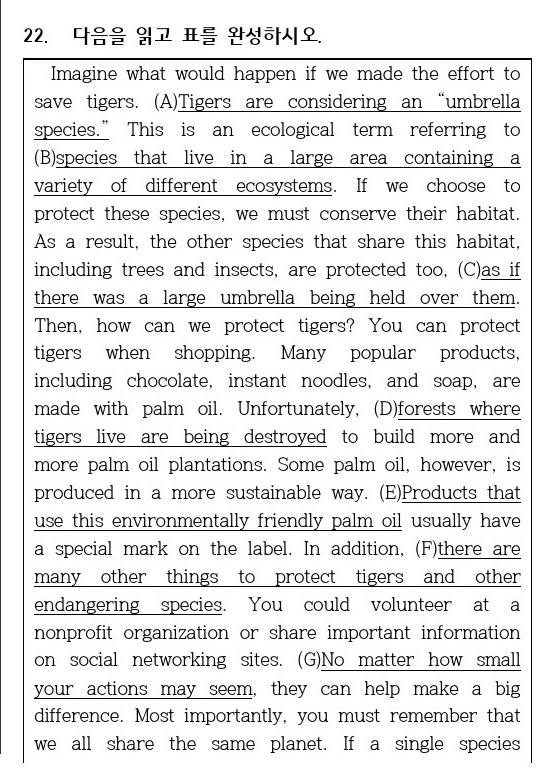 22. 다음을 읽고 표를 완성하시오.
Imagine what would happen if we made the effort to
save tigers. (A)Tigers are considering an “umbrella
species.” This is an ecological term referring to
(B)species that live in a large area containing a
variety of different ecosystems. If we choose to
protect these species, we must conserve their habitat.
As a result, the other species that share this habitat,
including trees and insects, are protected too, (C)as if
there was a large umbrella being held over them.
Then, how can we protect tigers? You can protect
tigers when shopping. Many popular products,
including chocolate, instant noodles, and soap, are
made with palm oil. Unfortunately, (D)forests where
tigers live are being destroyed to build more and
more palm oil plantations. Some palm oil, however, is
produced in a more sustainable way. (E)Products that
use this environmentally friendly palm oil usually have
a special mark on the label. In addition, (F)there are
many other things to protect tigers and other
endangering species. You could volunteer at a
nonprofit organization or share important information
on social networking sites. (G)No matter how small
your actions may seem, they can help make a big
difference. Most importantly, you must remember that
we all share the same planet. If a single species